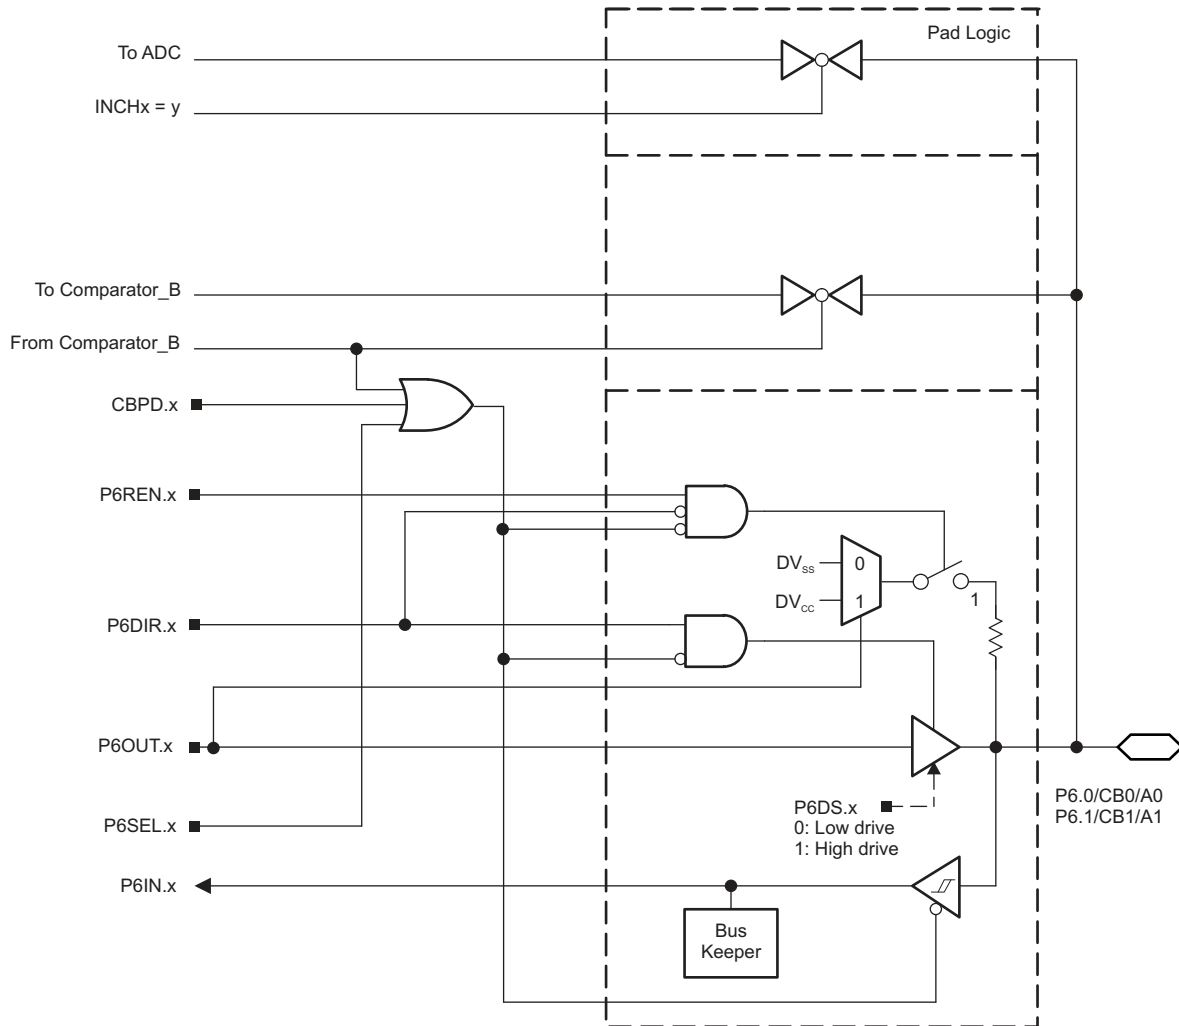 Pad Logic
To ADC
INCHx = y
To Comparator_B
From Comparator_B
CBPD.x
P6REN.x
DVSS
0
DVCC
1
1
P6DIR.x
P6OUT.x
P6DS.x
0: Low drive
1: High drive
P6.0/CB0/A0
P6.1/CB1/A1
P6SEL.x
P6IN.x
Bus
Keeper